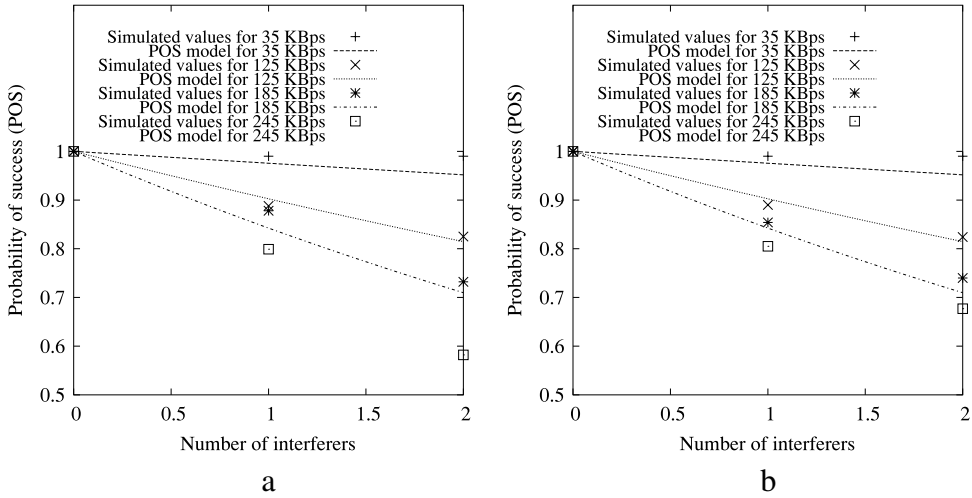 Simulated values for 35 KBps
POS model for 35 KBps
Simulated values for 125 KBps
POS model for 125 KBps
Simulated values for 185 KBps
POS model for 185 KBps
Simulated values for 245 KBps
POS model for 245 KBps
Probability of success (POS)
1
0.9
0.8
0.7
0.6
0.5
0 0.5 1 1.5 2
Number of interferers
a
Simulated values for 35 KBps
POS model for 35 KBps
Simulated values for 125 KBps
POS model for 125 KBps
Simulated values for 185 KBps
POS model for 185 KBps
Simulated values for 245 KBps
POS model for 245 KBps
Probability of success (POS)
1
0.9
0.8
0.7
0.6
0.5
0 0.5 1 1.5 2
Number of interferers
b